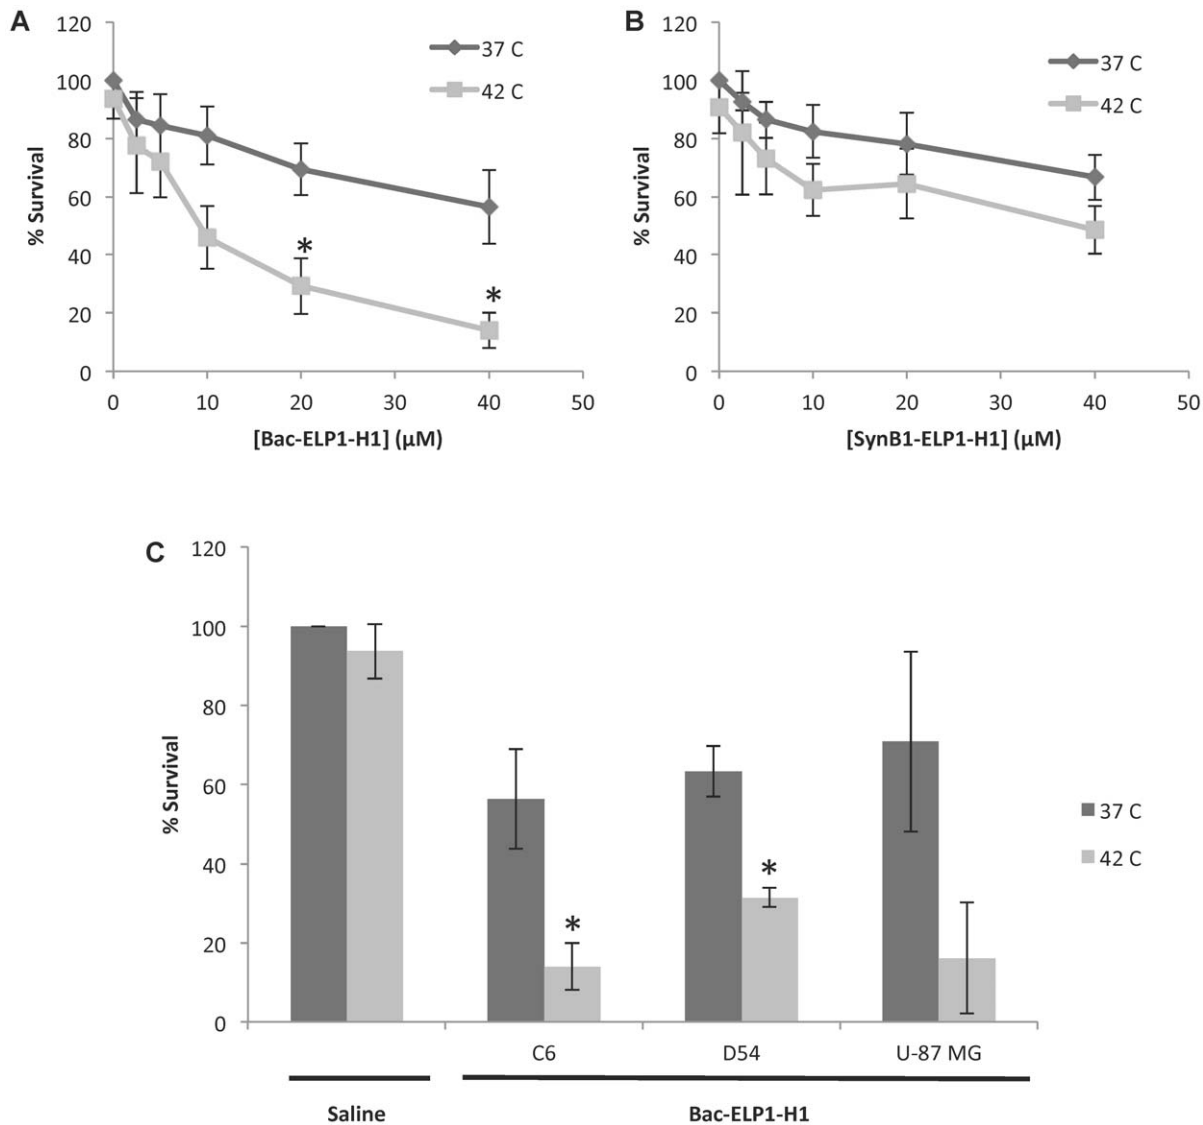 A
120
100
80
60
40
20
0
% Survival
37 C
42 C
*
*
0 10 20 30 40 50
[Bac-ELP1-H1] (µM)
B
120
100
80
60
40
20
0
% Survival
37 C
42 C
0 10 20 30 40 50
[SynB1-ELP1-H1] (µM)
C
120
100
80
60
40
20
0
% Survival
*
*
37 C
42 C
C6 D54 U-87 MG
Saline Bac-ELP1-H1